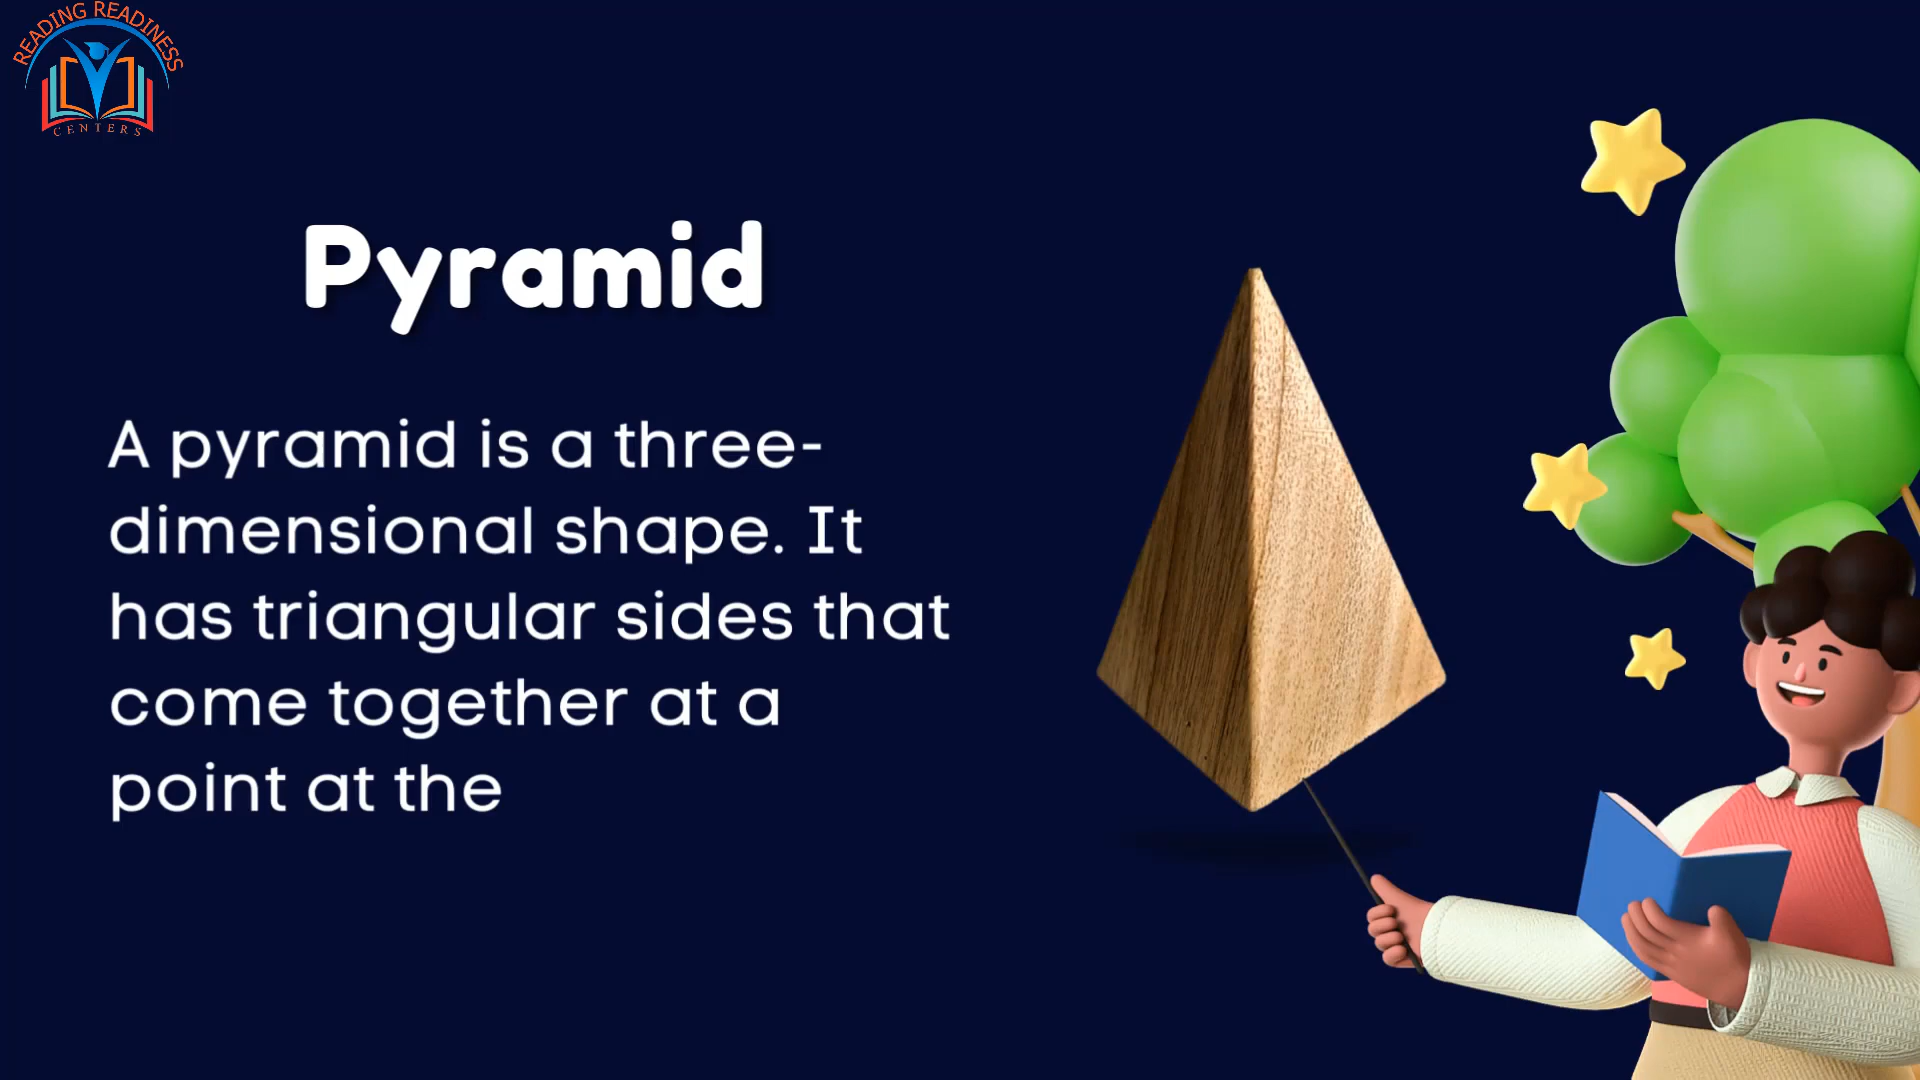 READING READINESS
CENTERS
Pyramid
A pyramid is a three-
dimensional shape. It
has triangular sides that
come together at a
point at the